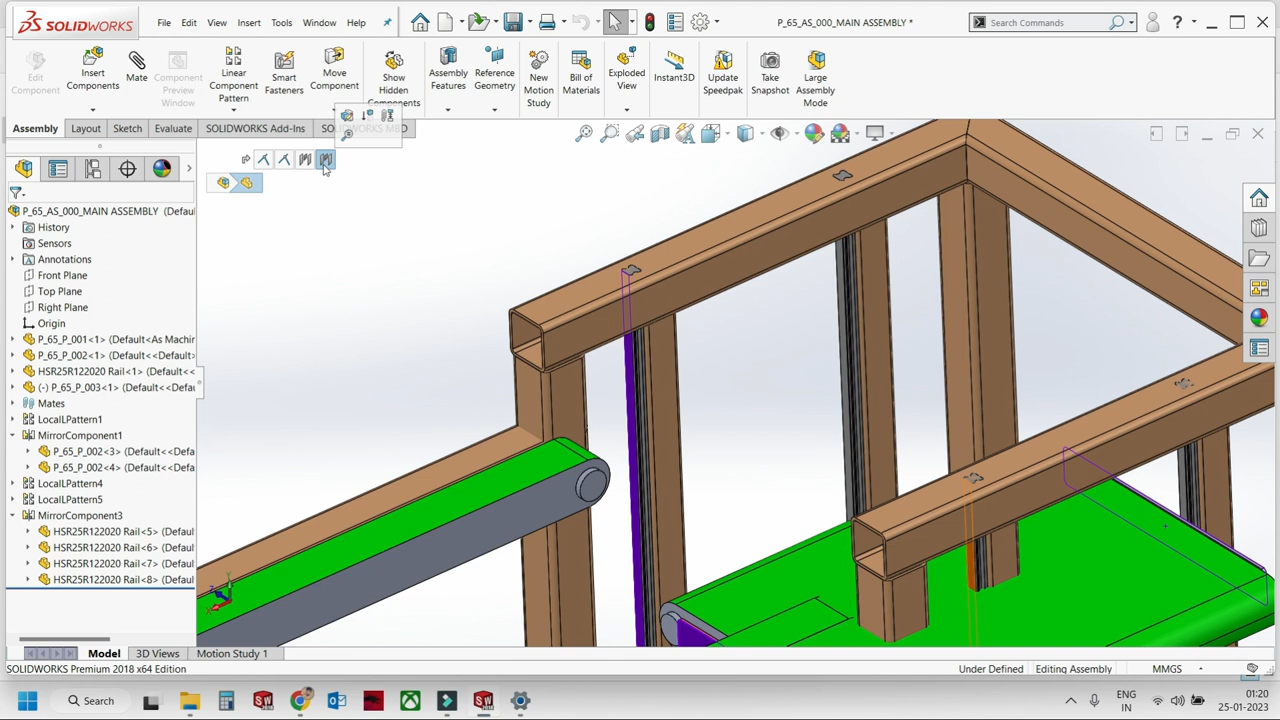 SOLIDWORKS
File Edit View Insert Tools Window Help
P_65_AS_000_MAIN ASSEMBLY *
Search Commands
?
Edit Component
Insert Components
Mate
Component Preview Window
Linear Component Pattern
Smart Fasteners
Move Component
Show Hidden Components
Assembly Features
Reference Geometry
New Motion Study
Bill of Materials
Exploded View
Instant3D
Update Speedpak
Take Snapshot
Large Assembly Mode
Assembly Layout Sketch Evaluate SOLIDWORKS Add-Ins
P_65_AS_000_MAIN ASSEMBLY (Defau
History
Sensors
Annotations
Front Plane
Top Plane
Right Plane
Origin
P_65_P_001<1> (Default<As Machin
P_65_P_002<1> (Default<<Default>
HSR25R122020 Rail<1> (Default<<
(-) P_65_P_003<1> (Default<<Defau
Mates
LocalLPattern1
MirrorComponent1
P_65_P_002<3> (Default<<Def
P_65_P_002<4> (Default<<Def
LocalLPattern4
LocalLPattern5
MirrorComponent3
HSR25R122020 Rail<5> (Defaul
HSR25R122020 Rail<6> (Defaul
HSR25R122020 Rail<7> (Defaul
HSR25R122020 Rail<8> (Defaul
Model 3D Views Motion Study 1
SOLIDWORKS Premium 2018 x64 Edition
Under Defined Editing Assembly MMGS
Search
ENG 01:20
IN 25-01-2023